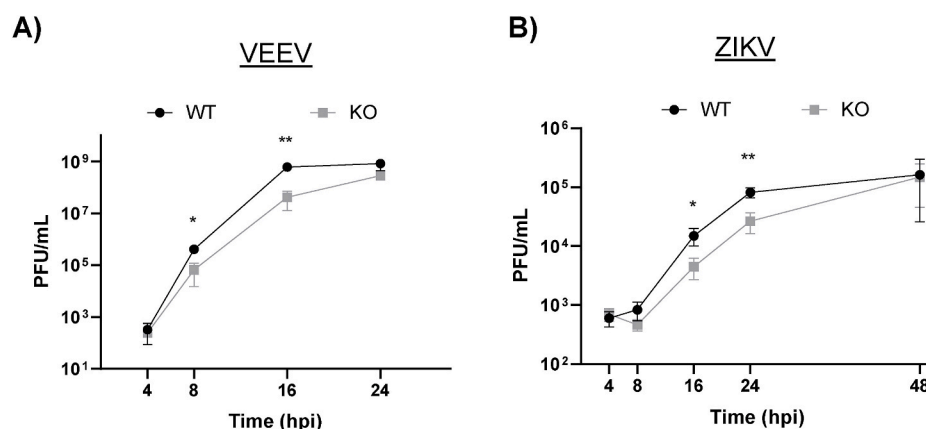 A)
VEEV
WT KO
**
*
10^9
10^7
10^5
10^3
10^1
PFU/mL
4 8 16 24
Time (hpi)
B)
ZIKV
WT KO
**
*
10^6
10^5
10^4
10^3
10^2
PFU/mL
4 8 16 24 48
Time (hpi)